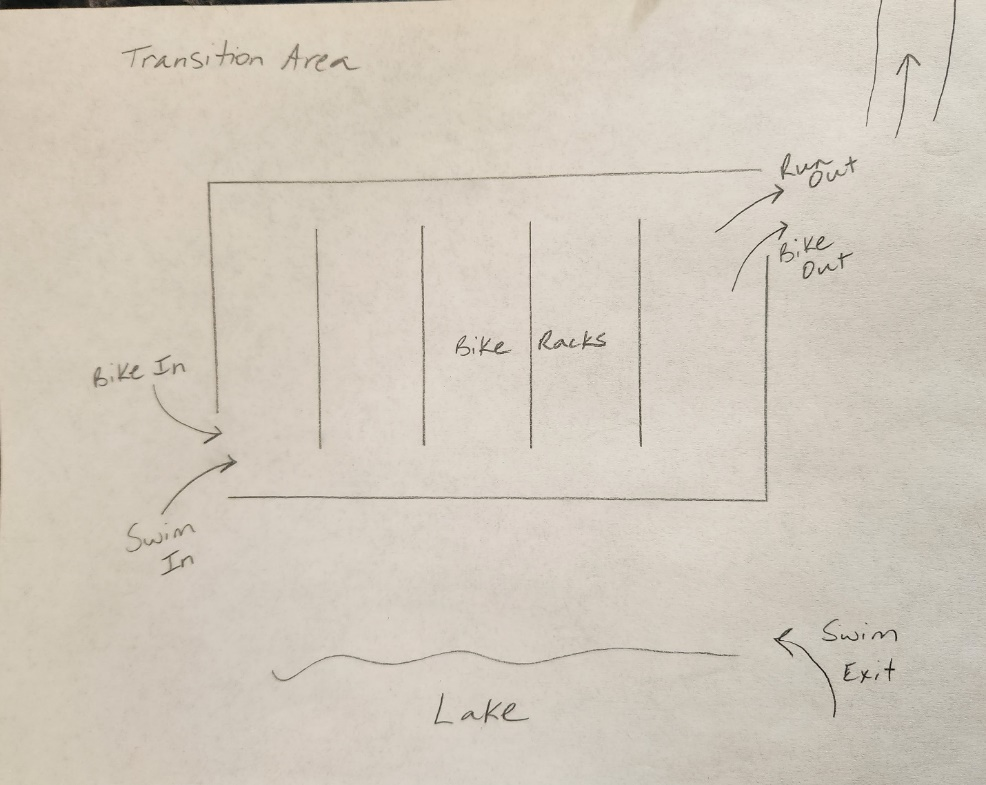 Transition Area
Run
Out
Bike
Out
Bike Racks
Bike In
Swim
In
Swim
Exit
Lake